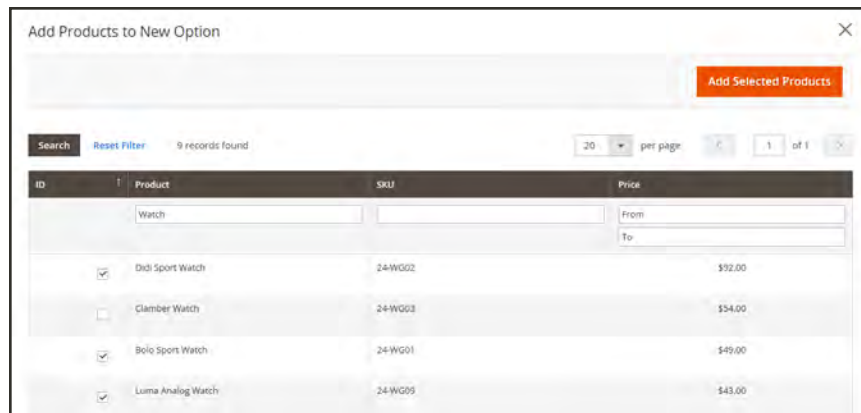 Add Products to New Option
Add Selected Products
Search Reset Filter 9 records found 20 per page 1 of 1
ID Product SKU Price
Watch From
To
Didi Sport Watch 24-WG02 $92.00
Clamber Watch 24-WG03 $54.00
Bolo Sport Watch 24-WG01 $49.00
Luma Analog Watch 24-WG09 $43.00